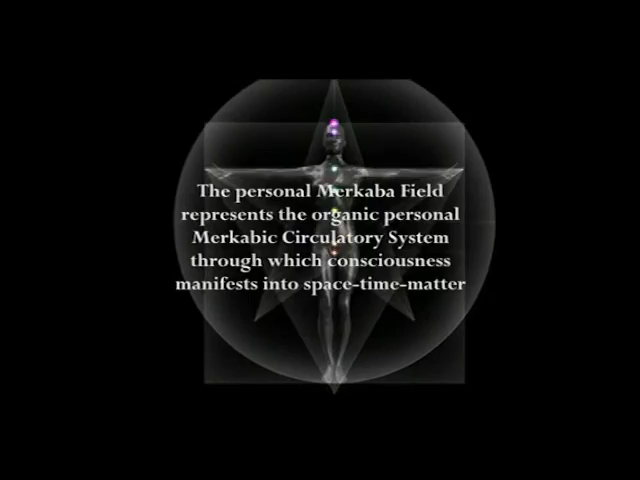 The personal Merkaba Field
represents the organic personal
Merkabic Circulatory System
through which consciousness
manifests into space-time-matter